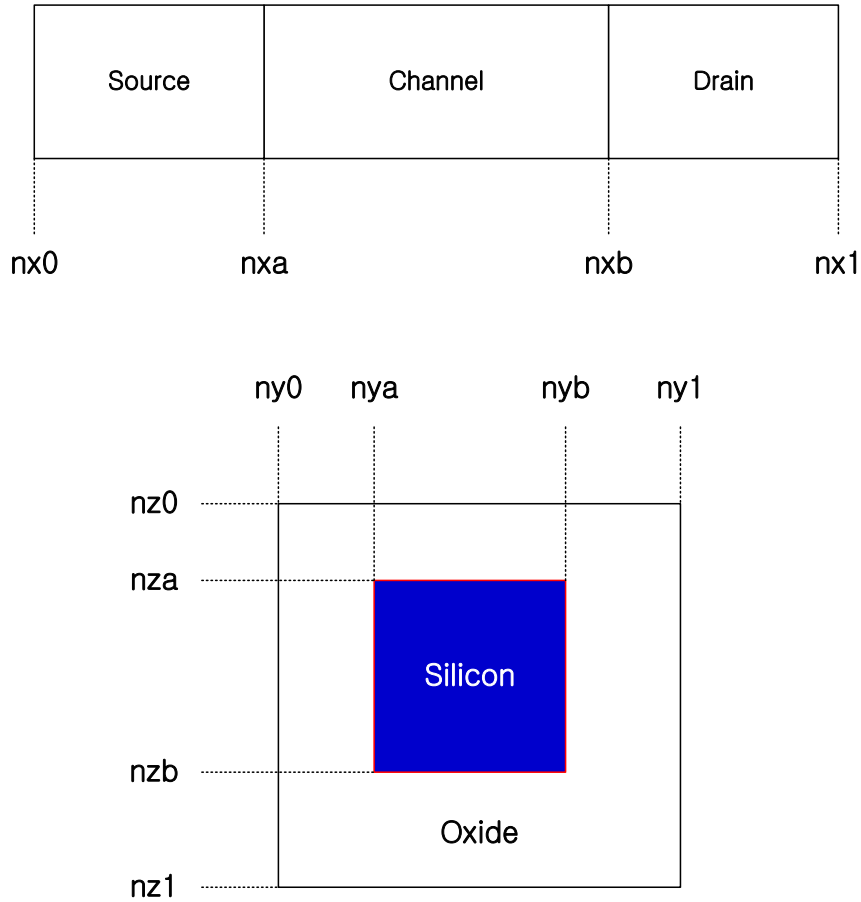 Source Channel Drain
nx0 nxa nxb nx1
ny0 nya nyb ny1
nz0
nza
Silicon
nzb
Oxide
nz1